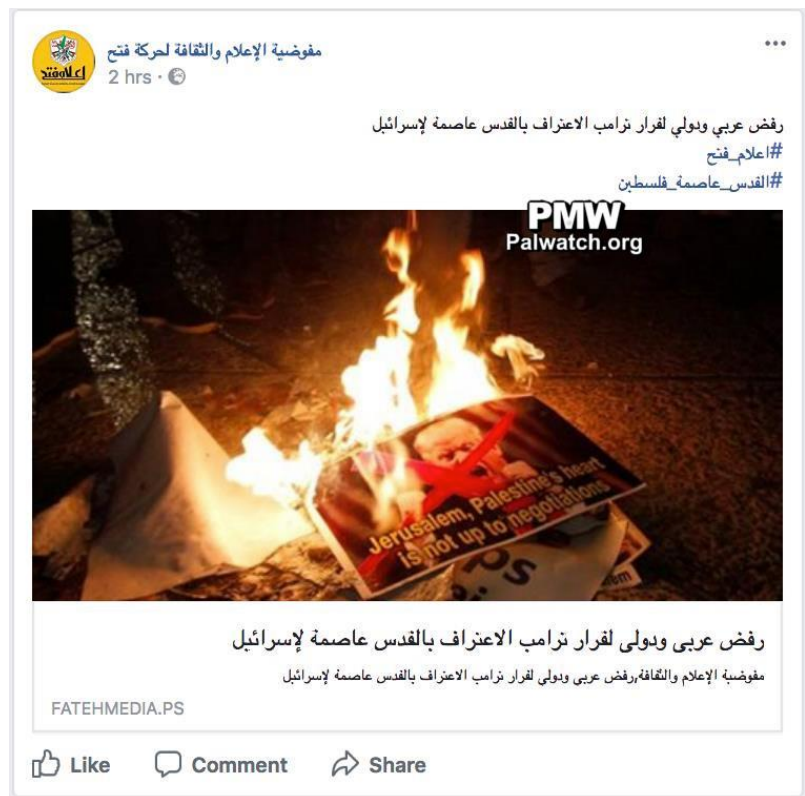 مفوضية الإعلام والثقافة لحركة فتح
2 hrs
رفض عربي ودولي لقرار ترامب الاعتراف بالقدس عاصمة لإسرائيل
#اعلام_فتح
#القدس_عاصمة_فلسطين
PMW
Palwatch.org
Jerusalem, Palestine's heart
is not up to negotiations
رفض عربي ودولي لقرار ترامب الاعتراف بالقدس عاصمة لإسرائيل
مفوضية الإعلام والثقافة,رفض عربي ودولي لقرار ترامب الاعتراف بالقدس عاصمة لإسرائيل
FATEHMEDIA.PS
Like
Comment
Share